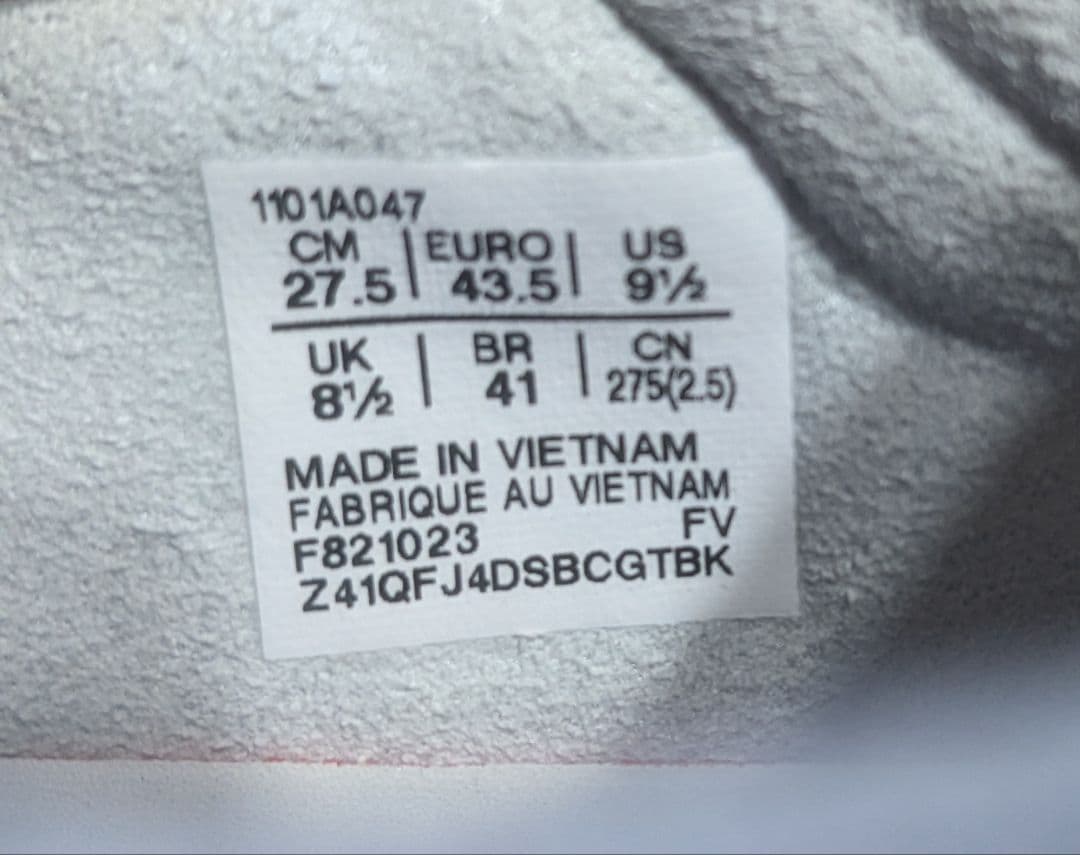 1101A047
CM | EURO | US
27.5 | 43.5 | 9½
UK | BR | CN
8½ | 41 | 275(2.5)
MADE IN VIETNAM
FABRIQUE AU VIETNAM
F821023 FV
Z41QFJ4DSBCGTBK